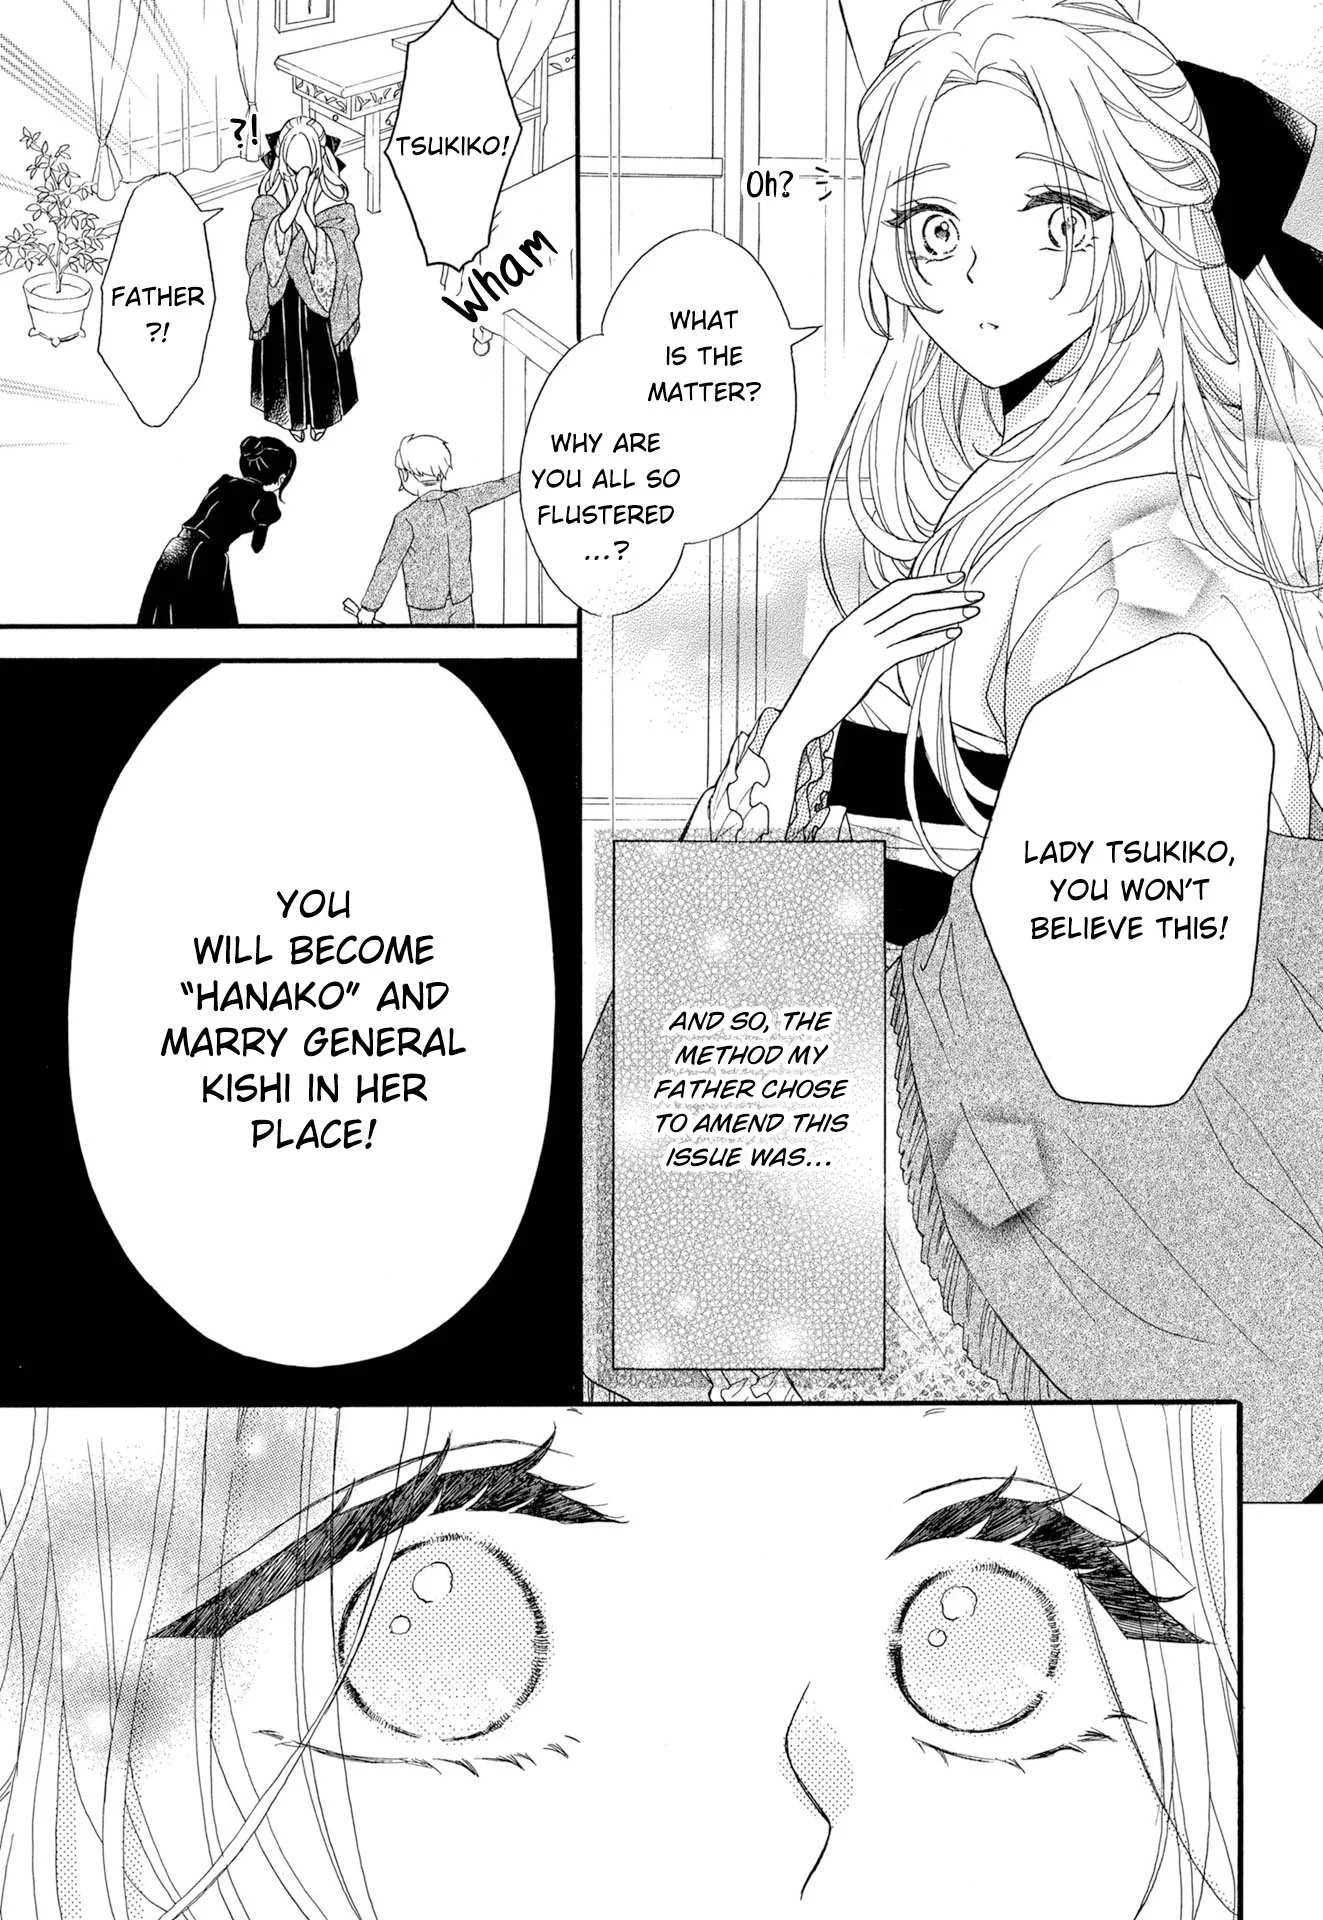 Oh?
WHAT
IS THE
MATTER?
WHY ARE
YOU ALL SO
FLUSTERED
...?
LADY TSUKIKO,
YOU WON'T
BELIEVE THIS!
Wham
TSUKIKO!
?!
FATHER
?!
AND SO, THE
METHOD MY
FATHER CHOSE
TO AMEND THIS
ISSUE WAS...
YOU
WILL BECOME
"HANAKO" AND
MARRY GENERAL
KISHI IN HER
PLACE!